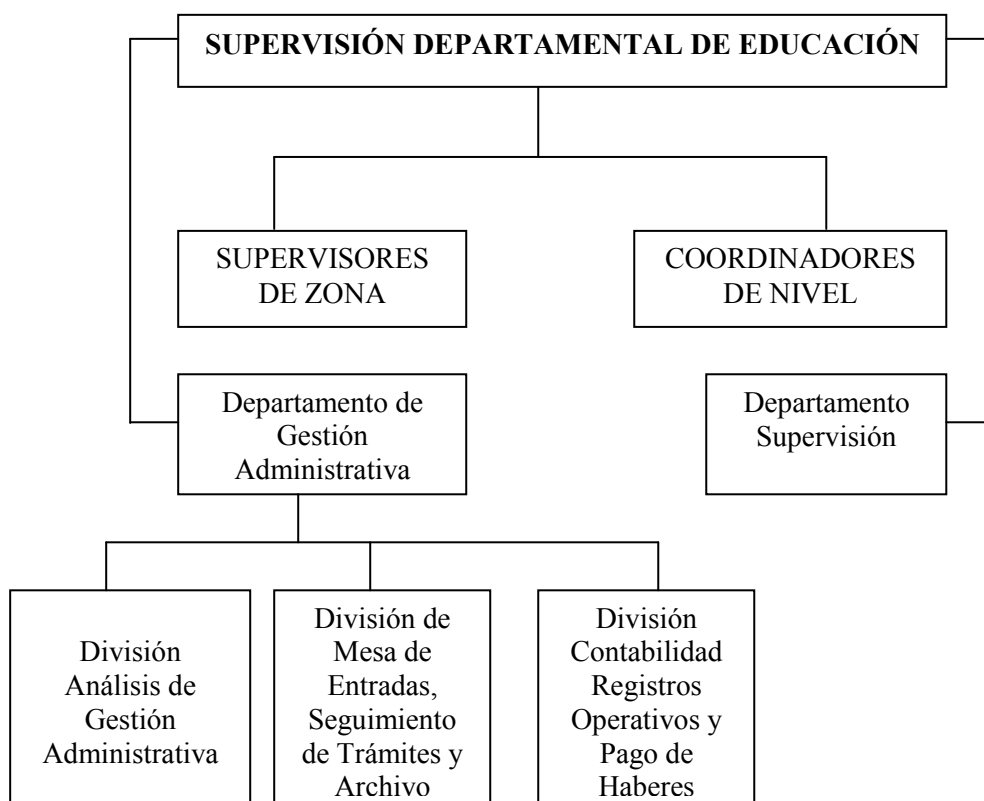 SUPERVISIÓN DEPARTAMENTAL DE EDUCACIÓN
SUPERVISORES
DE ZONA
COORDINADORES
DE NIVEL
Departamento de
Gestión
Administrativa
Departamento
Supervisión
División
Análisis de
Gestión
Administrativa
División de
Mesa de
Entradas,
Seguimiento
de Trámites y
Archivo
División
Contabilidad
Registros
Operativos y
Pago de
Haberes